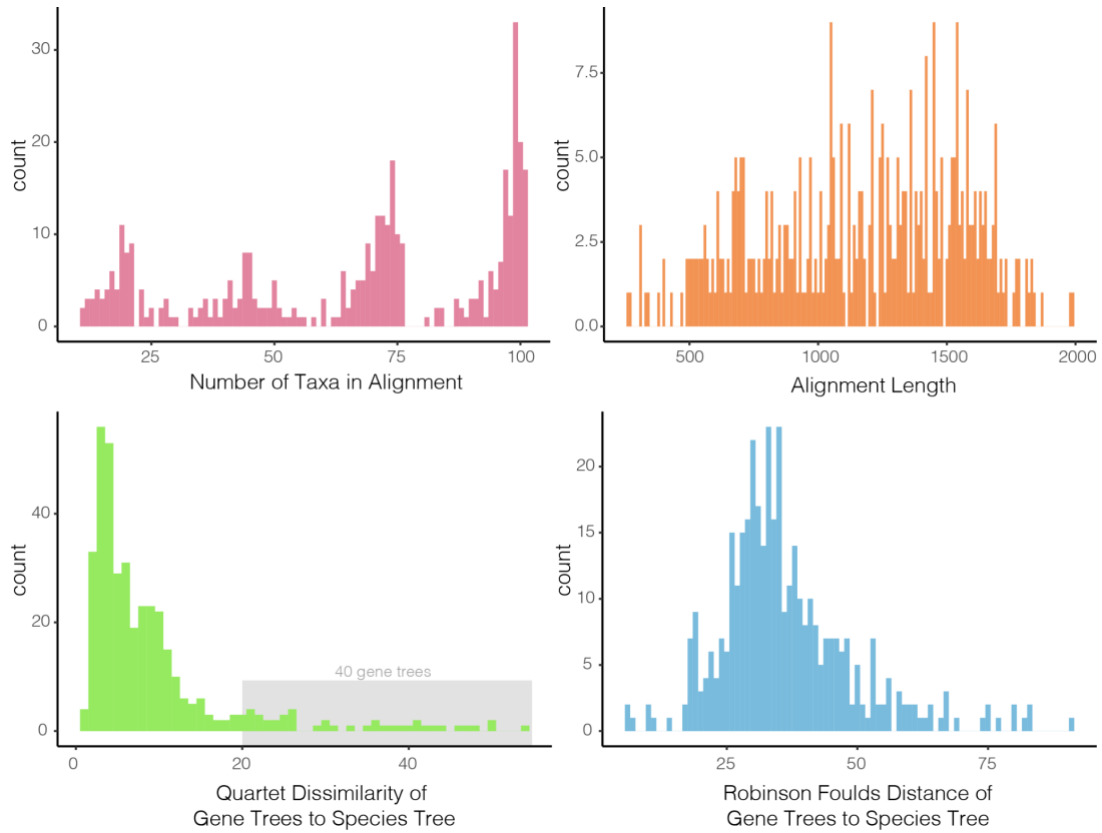 30
20
10
0
count
25
50
75
100
Number of Taxa in Alignment
7.5
5.0
2.5
0.0
count
500
1000
1500
2000
Alignment Length
40
20
0
count
40 gene trees
0
20
40
Quartet Dissimilarity of
Gene Trees to Species Tree
20
15
10
5
0
count
25
50
75
Robinson Foulds Distance of
Gene Trees to Species Tree